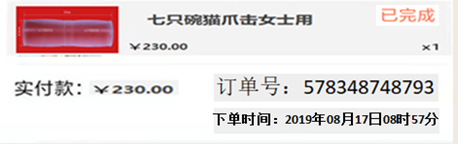 七只碗猫爪击女士用
已完成
￥230.00
x1
实付款：￥230.00
订单号：578348748793
下单时间：2019年08月17日08时57分